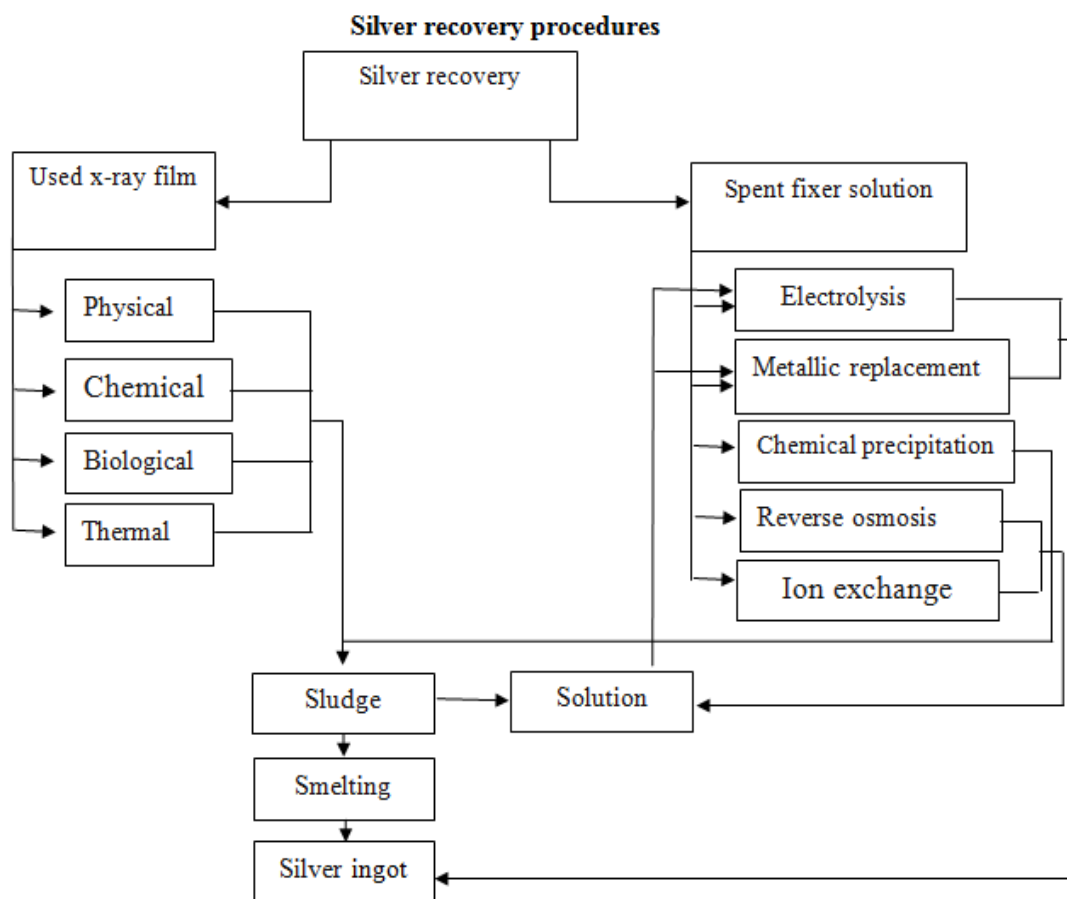 Silver recovery procedures
Silver recovery
Used x-ray film
Spent fixer solution
Physical
Chemical
Biological
Thermal
Electrolysis
Metallic replacement
Chemical precipitation
Reverse osmosis
Ion exchange
Sludge
Solution
Smelting
Silver ingot